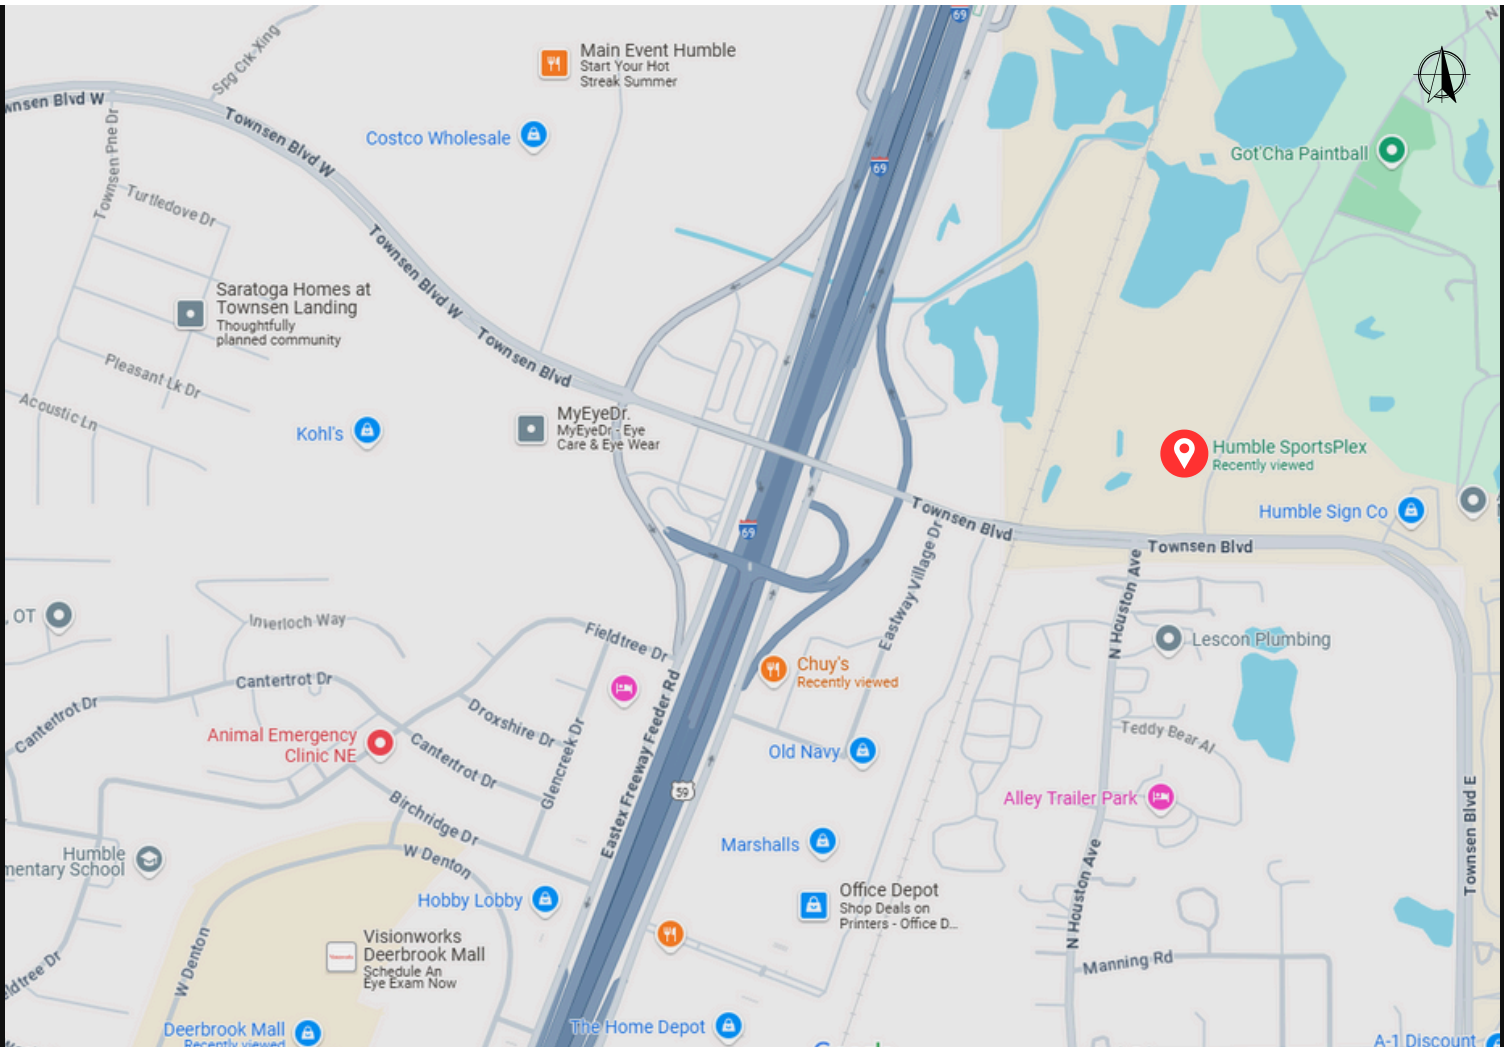 69
N
Main Event Humble
Start Your Hot
Streak Summer
Spg Crk Xing
Townsen Blvd W
Townsen Blvd W
Costco Wholesale
69
Got'Cha Paintball
Townsen Pne Dr
Turtledove Dr
Townsen Blvd W
Saratoga Homes at
Townsen Landing
Thoughtfully
planned community
Townsen Blvd
Pleasant Lk Dr
Acoustic Ln
Kohl's
MyEyeDr.
MyEyeDr - Eye
Care & Eye Wear
Humble SportsPlex
Recently viewed
Humble Sign Co
69
Townsen Blvd
Townsen Blvd
Eastway Village Dr
N Houston Ave
, OT
Inverloch Way
Fieldtree Dr
Lescon Plumbing
Chuy's
Recently viewed
Cantertrot Dr
Cantertrot Dr
Droxshire Dr
Eastex Freeway Feeder Rd
Animal Emergency
Clinic NE
Cantertrot Dr
Glencreek Dr
Old Navy
Teddy Bear Al
59
Alley Trailer Park
Birchridge Dr
Marshalls
Townsen Blvd E
Humble
mentary School
W Denton
N Houston Ave
Hobby Lobby
Office Depot
Shop Deals on
Printers - Office D...
Visionworks
Deerbrook Mall
Schedule An
Eye Exam Now
W Denton
Manning Rd
eldtree Dr
Deerbrook Mall
Recently viewed
The Home Depot
A-1 Discount